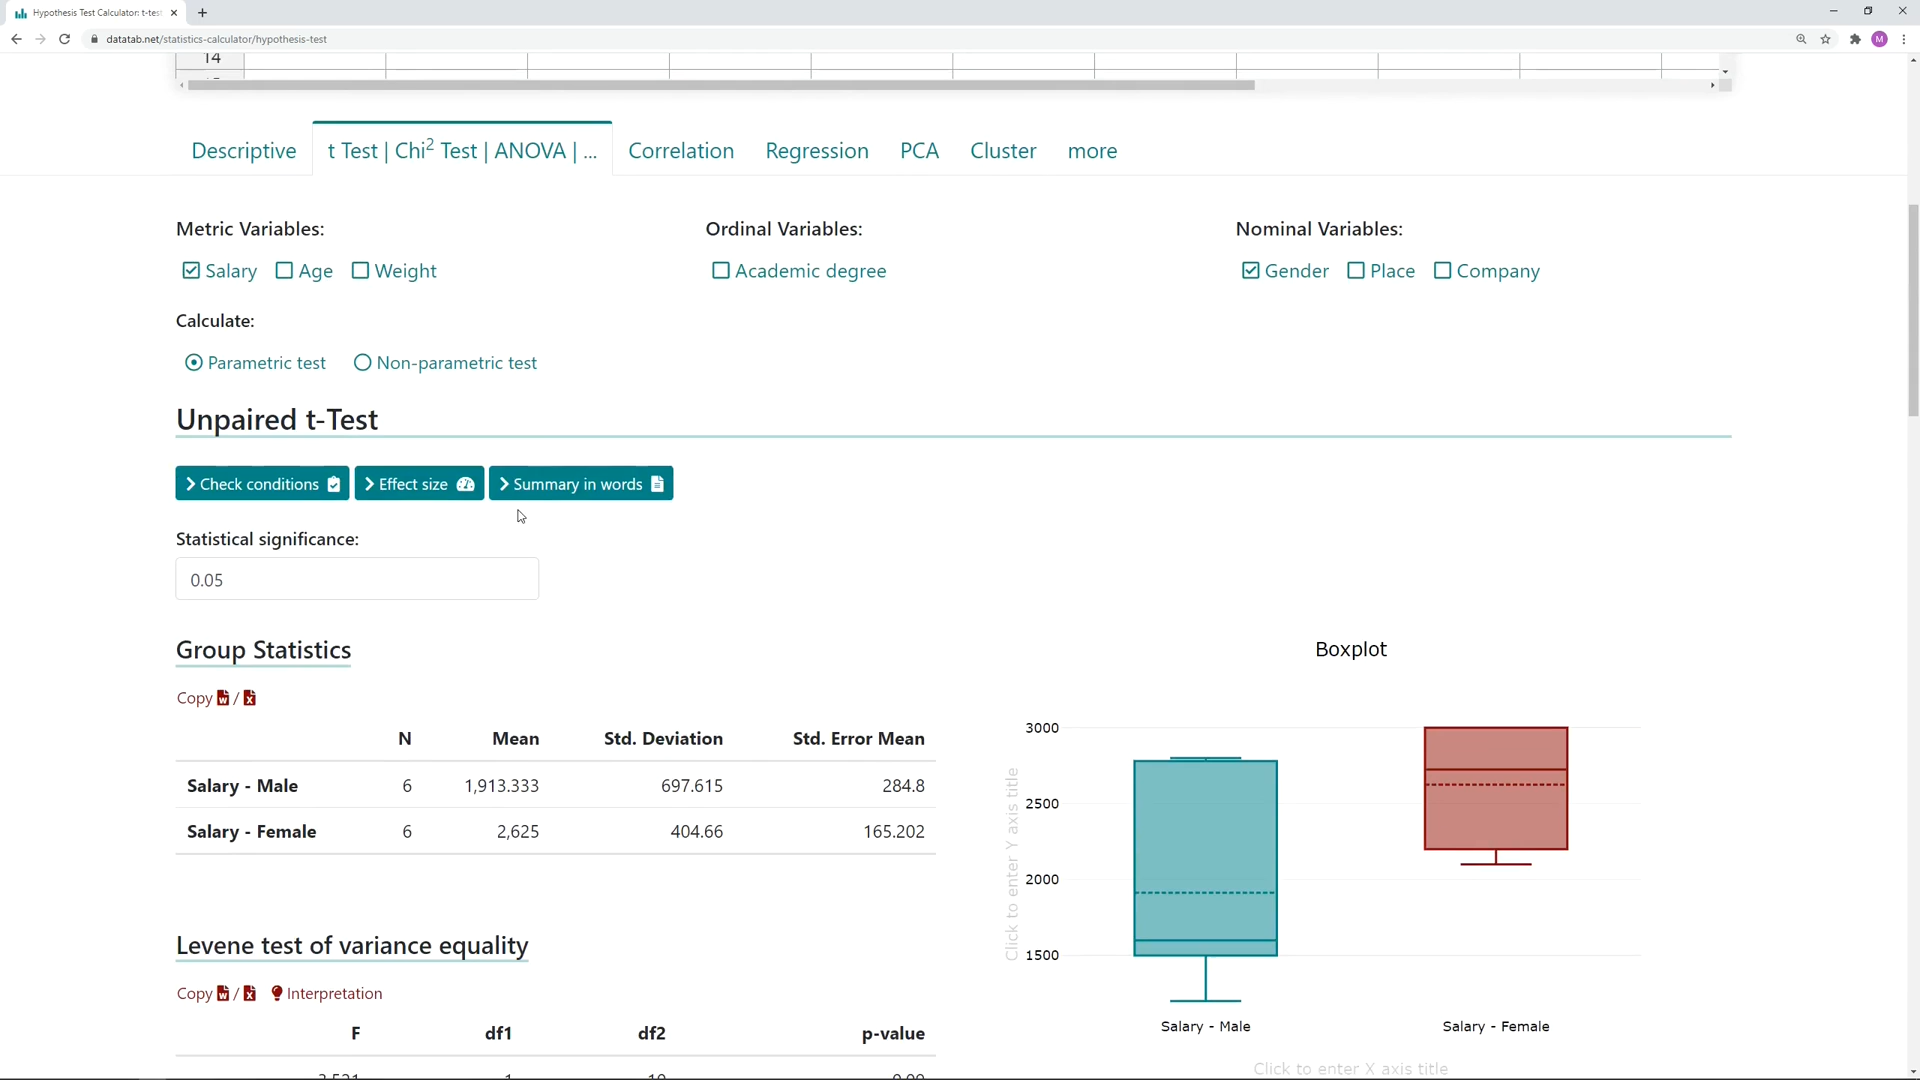 Hypothesis Test Calculator: t-test
datatab.net/statistics-calculator/hypothesis-test
M
14
Descriptive
t Test | Chi2 Test | ANOVA | ...
Correlation
Regression
PCA
Cluster
more
Metric Variables:
Ordinal Variables:
Nominal Variables:
Salary Age Weight
Academic degree
Gender Place Company
Calculate:
Parametric test Non-parametric test
Unpaired t-Test
Check conditions
Effect size
Summary in words
Statistical significance:
0.05
Group Statistics
Copy /
N Mean Std. Deviation Std. Error Mean
Salary - Male 6 1,913.333 697.615 284.8
Salary - Female 6 2,625 404.66 165.202
Levene test of variance equality
Copy / Interpretation
F df1 df2 p-value
Boxplot
3000
2500
2000
1500
Click to enter Y axis title
Salary - Male
Salary - Female
Click to enter X axis title